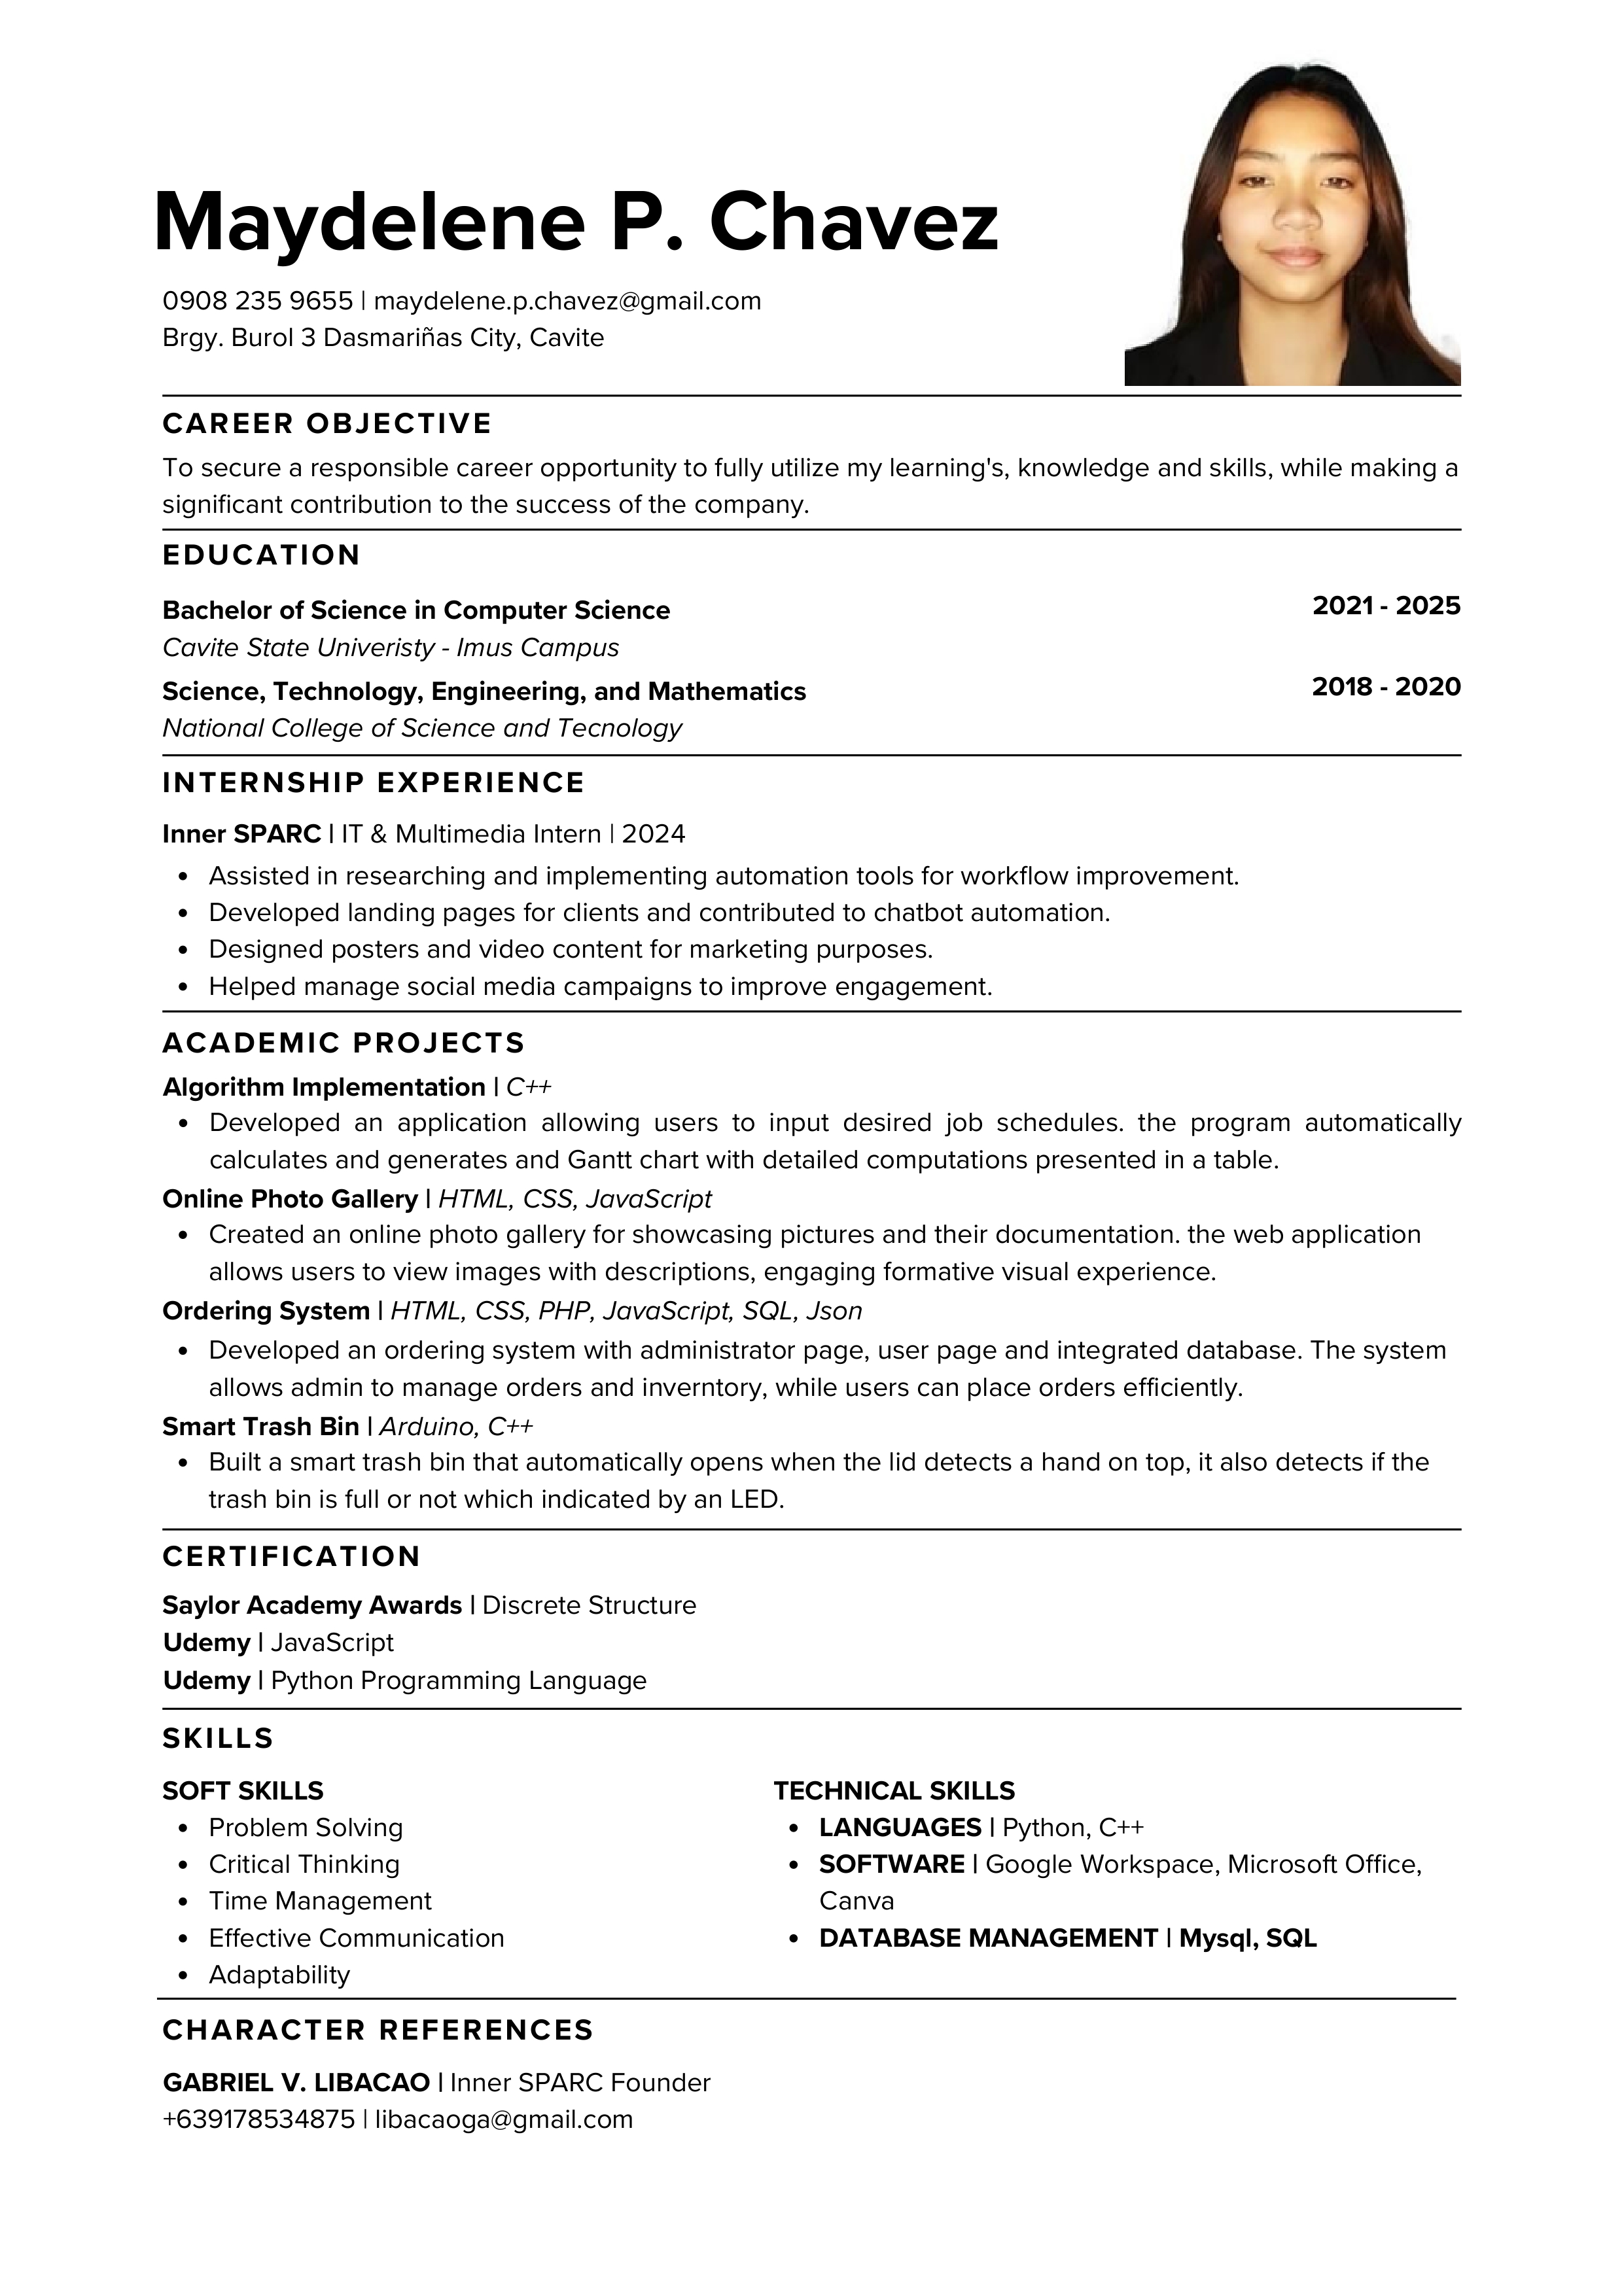 Maydelene P. Chavez
0908 235 9655 | maydelene.p.chavez@gmail.com
Brgy. Burol 3 Dasmariñas City, Cavite
CAREER OBJECTIVE
To secure a responsible career opportunity to fully utilize my learning's, knowledge and skills, while making a
significant contribution to the success of the company.
EDUCATION
Bachelor of Science in Computer Science 2021 - 2025
Cavite State Univeristy - Imus Campus
Science, Technology, Engineering, and Mathematics 2018 - 2020
National College of Science and Tecnology
INTERNSHIP EXPERIENCE
Inner SPARC | IT & Multimedia Intern | 2024
• Assisted in researching and implementing automation tools for workflow improvement.
• Developed landing pages for clients and contributed to chatbot automation.
• Designed posters and video content for marketing purposes.
• Helped manage social media campaigns to improve engagement.
ACADEMIC PROJECTS
Algorithm Implementation | C++
• Developed an application allowing users to input desired job schedules. the program automatically
calculates and generates and Gantt chart with detailed computations presented in a table.
Online Photo Gallery | HTML, CSS, JavaScript
• Created an online photo gallery for showcasing pictures and their documentation. the web application
allows users to view images with descriptions, engaging formative visual experience.
Ordering System | HTML, CSS, PHP, JavaScript, SQL, Json
• Developed an ordering system with administrator page, user page and integrated database. The system
allows admin to manage orders and inverntory, while users can place orders efficiently.
Smart Trash Bin | Arduino, C++
• Built a smart trash bin that automatically opens when the lid detects a hand on top, it also detects if the
trash bin is full or not which indicated by an LED.
CERTIFICATION
Saylor Academy Awards | Discrete Structure
Udemy | JavaScript
Udemy | Python Programming Language
SKILLS
SOFT SKILLS
• Problem Solving
• Critical Thinking
• Time Management
• Effective Communication
• Adaptability
TECHNICAL SKILLS
• LANGUAGES | Python, C++
• SOFTWARE | Google Workspace, Microsoft Office,
Canva
• DATABASE MANAGEMENT | Mysql, SQL
CHARACTER REFERENCES
GABRIEL V. LIBACAO | Inner SPARC Founder
+639178534875 | libacaoga@gmail.com